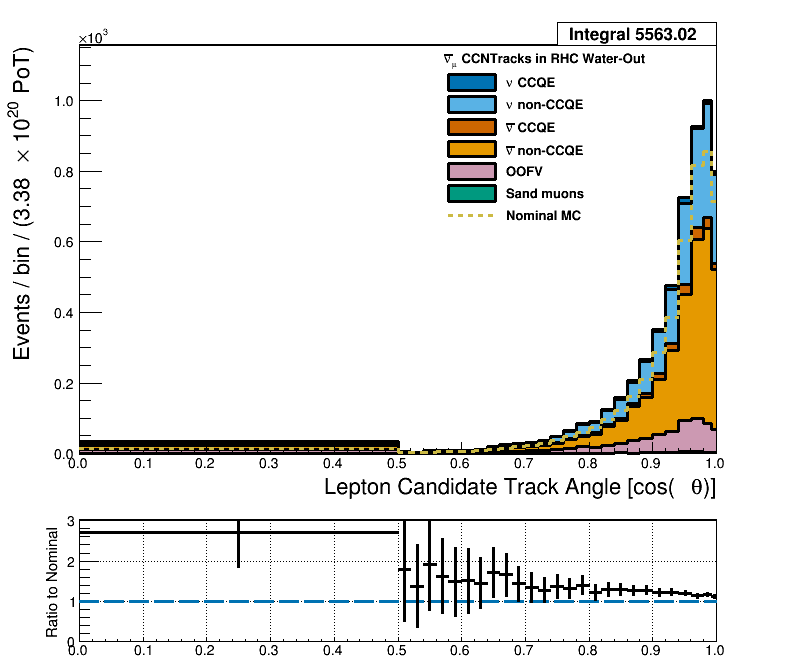 Integral 5563.02
×10³
ν̅μ CCNTracks in RHC Water-Out
ν CCQE
ν non-CCQE
ν̅ CCQE
ν̅ non-CCQE
OOFV
Sand muons
Nominal MC
Events / bin / (3.38 × 10²⁰ PoT)
1.0
0.8
0.6
0.4
0.2
0.0
0.0 0.1 0.2 0.3 0.4 0.5 0.6 0.7 0.8 0.9 1.0
Lepton Candidate Track Angle [cos( θ)]
Ratio to Nominal
3
2
1
0
0.0 0.1 0.2 0.3 0.4 0.5 0.6 0.7 0.8 0.9 1.0